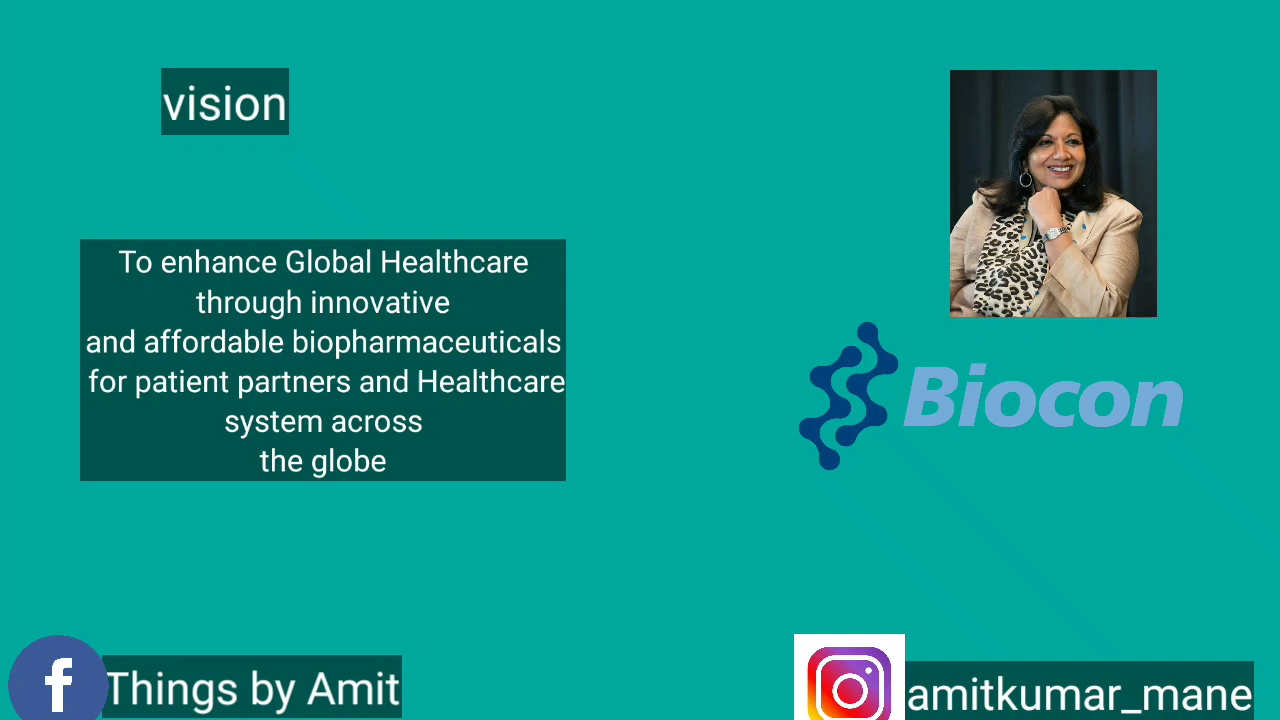 vision
To enhance Global Healthcare
through innovative
and affordable biopharmaceuticals
for patient partners and Healthcare
system across
the globe
Biocon
Things by Amit
amitkumar_mane